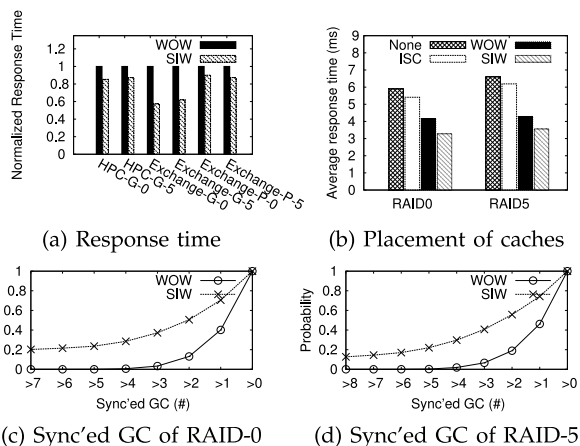 Normalized Response Time
1.2
1
0.8
0.6
0.4
0.2
0
WOW
SIW
HPC-G-0
HPC-G-5
Exchange-G-0
Exchange-G-5
Exchange-P-0
Exchange-P-5
(a) Response time
Average response time (ms)
9
8
7
6
5
4
3
2
1
0
None
ISC
WOW
SIW
RAID0
RAID5
(b) Placement of caches
1
0.8
0.6
0.4
0.2
0
WOW
SIW
>7 >6 >5 >4 >3 >2 >1 >0
Sync'ed GC (#)
(c) Sync'ed GC of RAID-0
Probability
1
0.8
0.6
0.4
0.2
0
WOW
SIW
>8 >7 >6 >5 >4 >3 >2 >1 >0
Sync'ed GC (#)
(d) Sync'ed GC of RAID-5